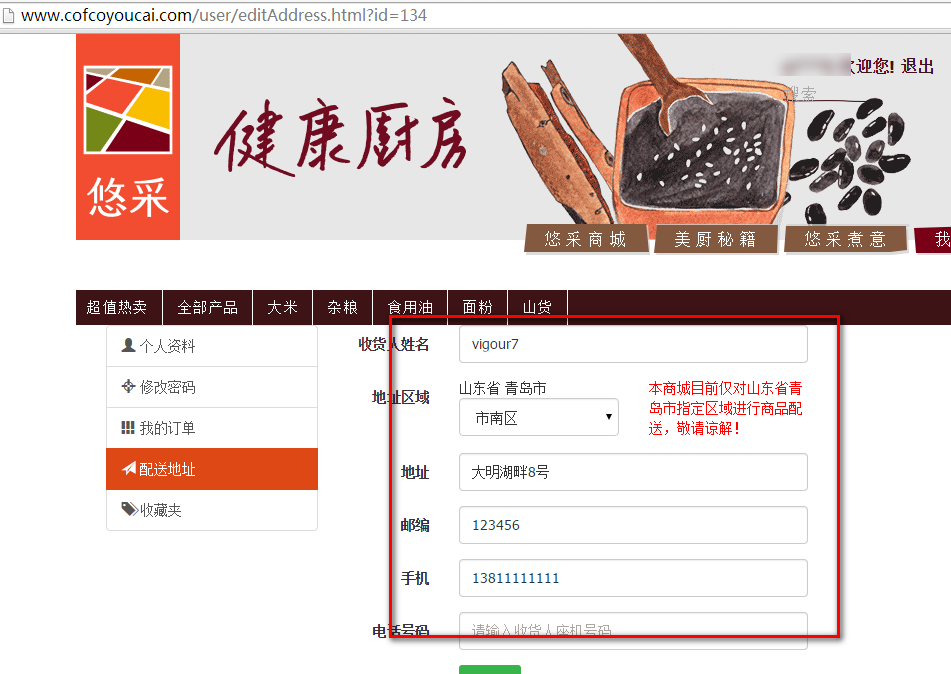 www.cofcoyoucai.com/user/editAddress.html?id=134
欢迎您! 退出
搜索
健康厨房
悠采
悠采商城
美厨秘籍
悠采煮意
我
超值热卖
全部产品
大米
杂粮
食用油
面粉
山货
个人资料
修改密码
我的订单
配送地址
收藏夹
收货人姓名
vigour7
地址区域
山东省 青岛市
市南区
本商城目前仅对山东省青
岛市指定区域进行商品配
送，敬请谅解！
地址
大明湖畔8号
邮编
123456
手机
13811111111
电话号码
请输入收货人座机号码